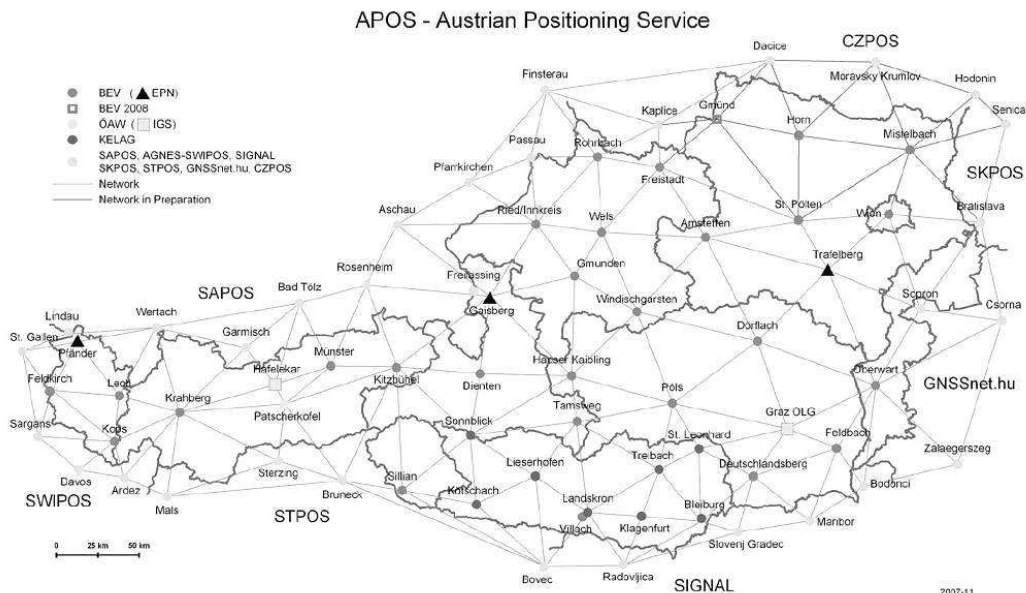 APOS - Austrian Positioning Service
BEV ( EPN)
BEV 2008
ÖAW ( IGS)
KELAG
SAPOS, AGNES-SWIPOS, SIGNAL
SKPOS, STPOS, GNSSnet.hu, CZPOS
Network
Network in Preparation
Dacice
CZPOS
Finsterau
Moravsky Krumlov
Hodonin
Kaplice
Gmünd
Senica
Horn
Passau
Rohrbach
Mistelbach
Pfarrkirchen
Freistadt
SKPOS
Aschau
Ried/Innkreis
Wels
Amstetten
St. Pölten
Wien
Bratislava
Rosenheim
Freilassing
Gmunden
Trafelberg
Bad Tölz
SAPOS
Gaisberg
Windischgarsten
Sopron
Csorna
Lindau
Wertach
Garmisch
Dörflach
St. Gallen
Pfänder
Münster
Hauser Kaibling
Hafelekar
Kitzbühel
Dienten
Oberwart
Feldkirch
Lech
Krahberg
Pöls
GNSSnet.hu
Patscherkofel
Sonnblick
Tamsweg
Graz OLG
Sargans
Kops
St. Leonhard
Feldbach
Zalaegerszeg
Davos
Ardez
Sterzing
Sillian
Lieserhofen
Treibach
Deutschlandsberg
SWIPOS
Mals
Bruneck
Kötschach
Landskron
Bleiburg
Bodonci
STPOS
Villach
Klagenfurt
Maribor
Slovenj Gradec
0 25 km 50 km
Bovec
Radovljica
SIGNAL
2007-11